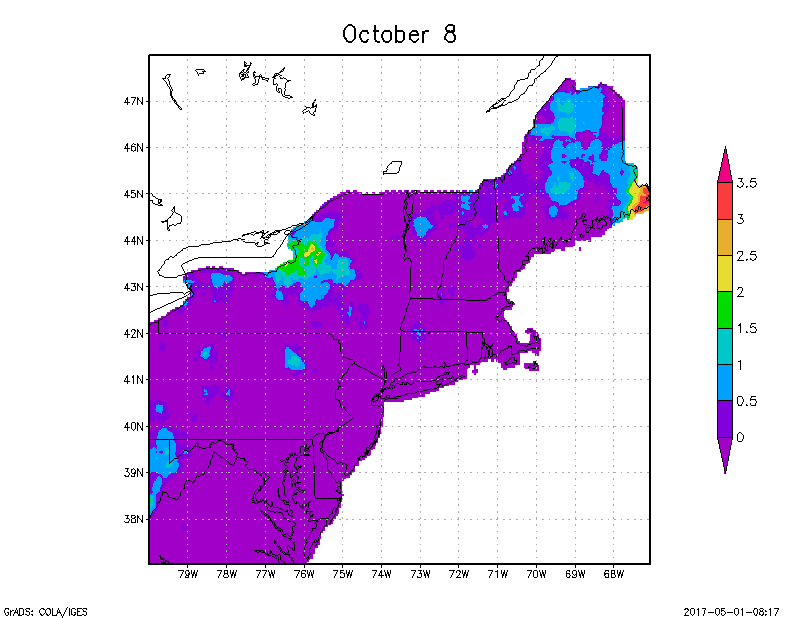 October 8
47N
46N
45N
44N
43N
42N
41N
40N
39N
38N
79W 78W 77W 76W 75W 74W 73W 72W 71W 70W 69W 68W
3.5
3
2.5
2
1.5
1
0.5
0
GrADS: COLA/IGES 2017-05-01-08:17